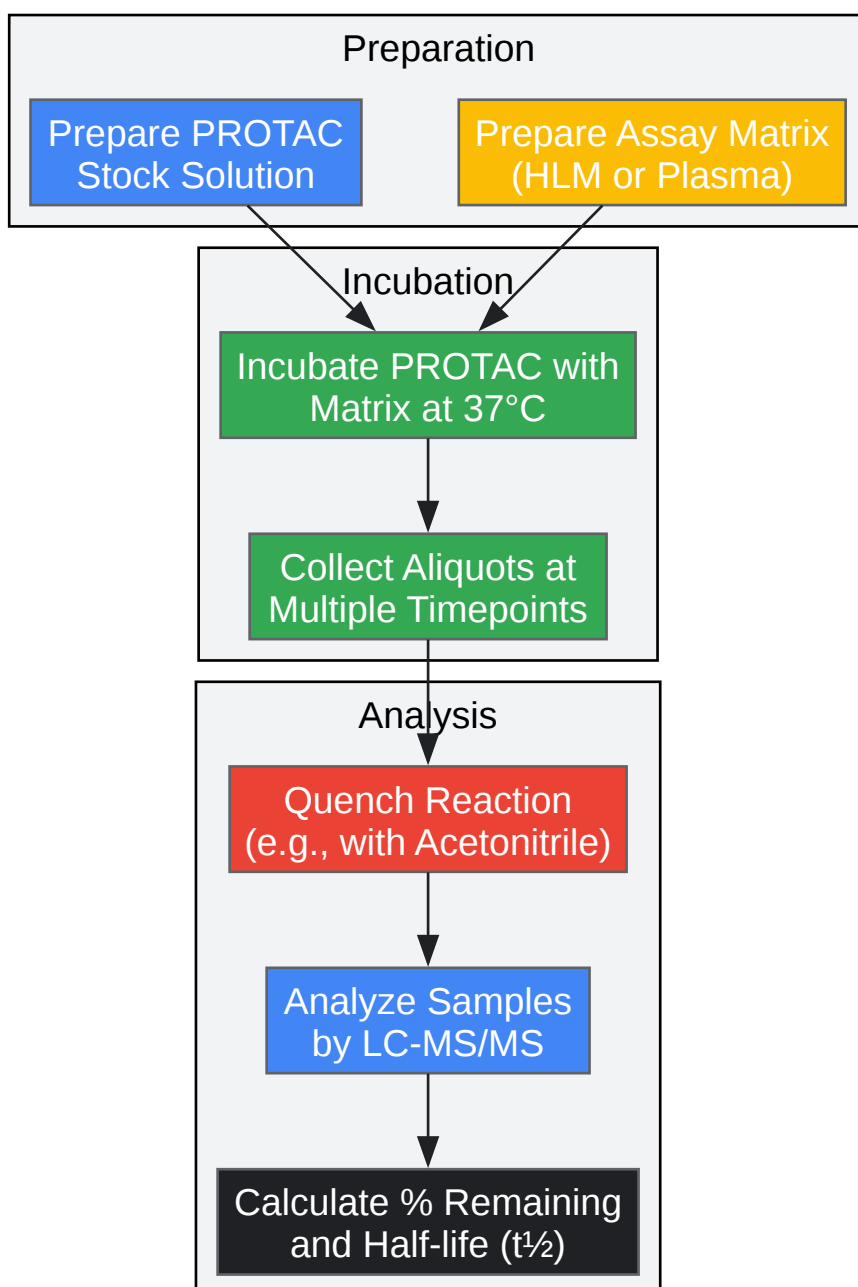 Preparation
Prepare PROTAC
Stock Solution
Prepare Assay Matrix
(HLM or Plasma)
Incubation
Incubate PROTAC with
Matrix at 37°C
Collect Aliquots at
Multiple Timepoints
Analysis
Quench Reaction
(e.g., with Acetonitrile)
Analyze Samples
by LC-MS/MS
Calculate % Remaining
and Half-life (t½)